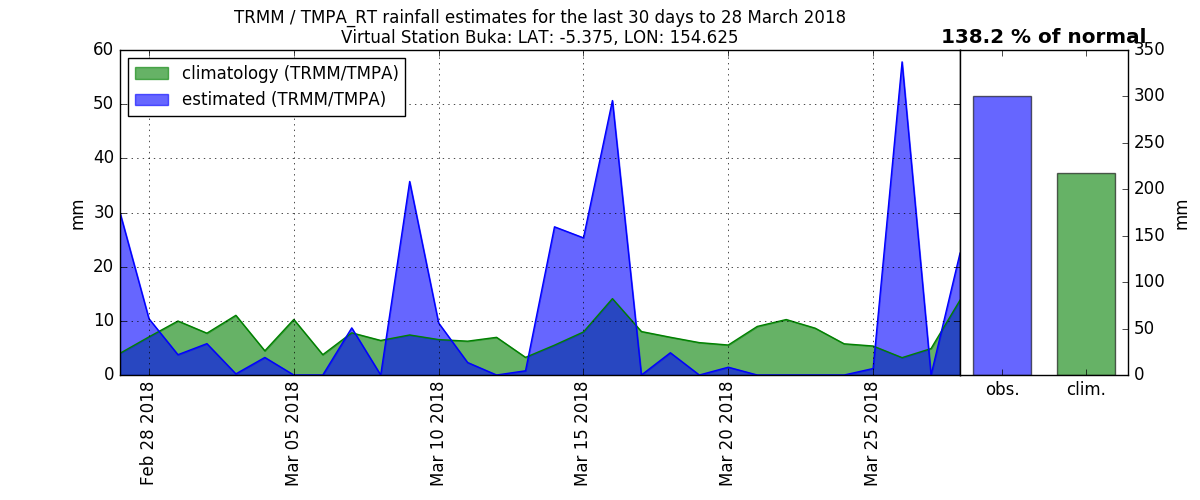 TRMM / TMPA_RT rainfall estimates for the last 30 days to 28 March 2018
Virtual Station Buka: LAT: -5.375, LON: 154.625
138.2 % of normal
climatology (TRMM/TMPA)
estimated (TRMM/TMPA)
60
50
40
30
20
10
0
mm
Feb 28 2018
Mar 05 2018
Mar 10 2018
Mar 15 2018
Mar 20 2018
Mar 25 2018
obs.
clim.
350
300
250
200
150
100
50
0
mm